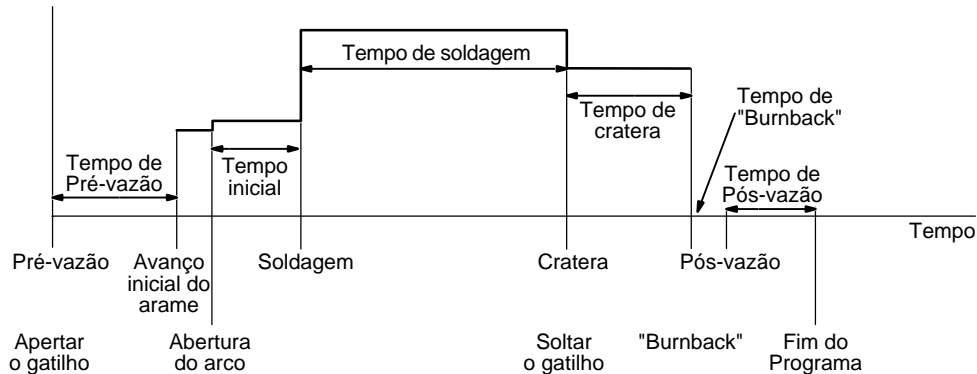 Tempo de soldagem
Tempo de
cratera
Tempo de
"Burnback"
Tempo de
Pré-vazão
Tempo
inicial
Tempo de
Pós-vazão
Tempo
Pré-vazão
Avanço
inicial do
arame
Soldagem
Cratera
Pós-vazão
Apertar
o gatilho
Abertura
do arco
Soltar
o gatilho
"Burnback"
Fim do
Programa